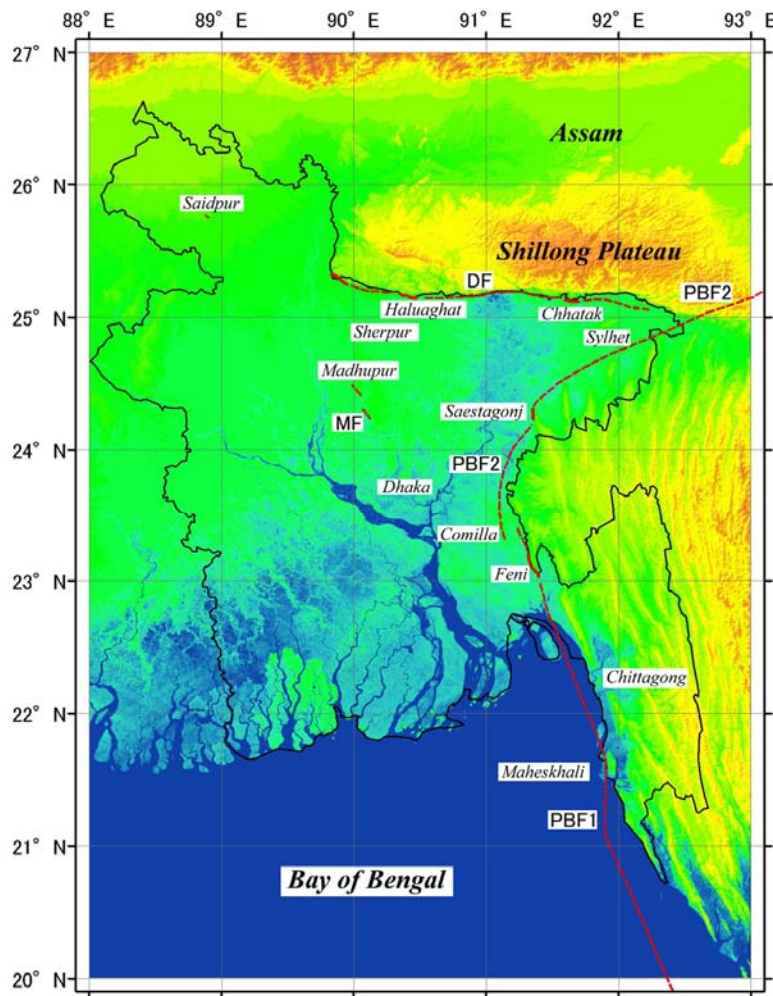 88° E 89° E 90° E 91° E 92° E 93° E
27° N
Assam
26° N
Saidpur
Shillong Plateau
DF
PBF2
25° N
Haluaghat
Chhatak
Sherpur
Sylhet
Madhupur
Saestagonj
MF
24° N
PBF2
Dhaka
Comilla
23° N
Feni
Chittagong
22° N
Maheskhali
21° N
PBF1
Bay of Bengal
20° N